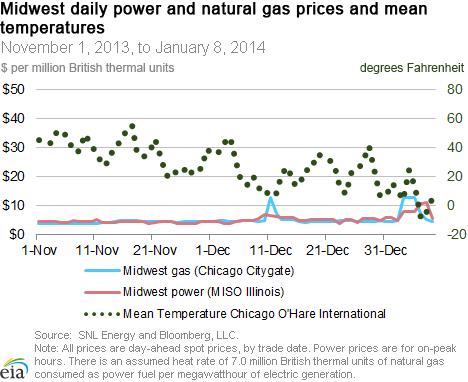 Midwest daily power and natural gas prices and mean
temperatures
November 1, 2013, to January 8, 2014
$ per million British thermal units degrees Fahrenheit
$50 80
$40 60
$30 40
$20 20
$10 0
$0 -20
1-Nov 11-Nov 21-Nov 1-Dec 11-Dec 21-Dec 31-Dec
Midwest gas (Chicago Citygate)
Midwest power (MISO Illinois)
Mean Temperature Chicago O'Hare International
Source: SNL Energy and Bloomberg, LLC.
Note: All prices are day-ahead spot prices, by trade date. Power prices are for on-peak
hours. There is an assumed heat rate of 7.0 million British thermal units of natural gas
consumed as power fuel per megawatthour of electric generation.
eia